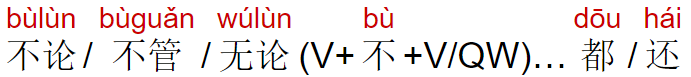 bùlùn bùguǎn wúlùn bù dōu hái
不论 / 不管 / 无论 (V+ 不 +V/QW)… 都 / 还